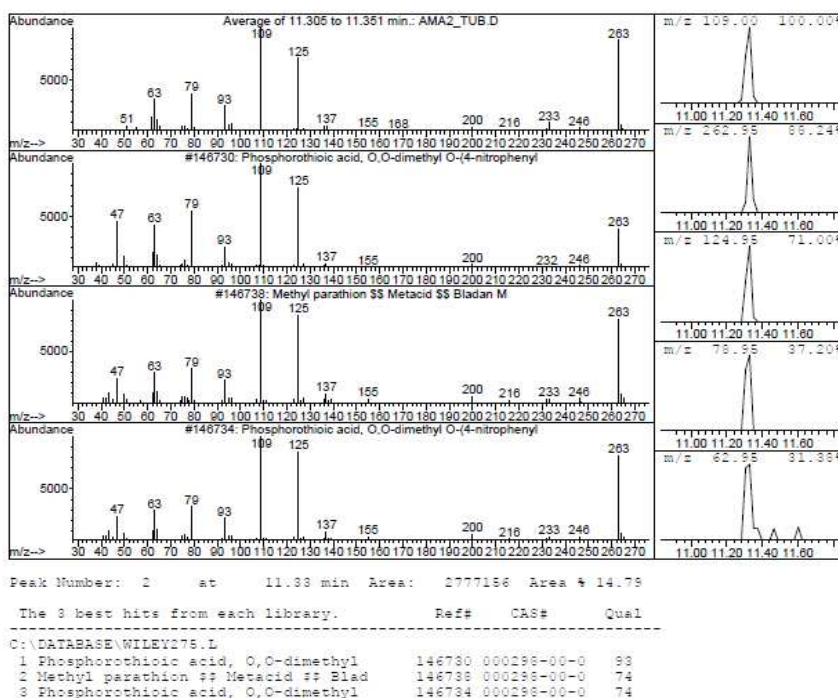 Abundance Average of 11.305 to 11.351 min.: AMA2_TUB.D
109
125
263
5000
51 63 79 93 137 155 168 200 216 233 246
m/z--> 30 40 50 60 70 80 90 100 110 120 130 140 150 160 170 180 190 200 210 220 230 240 250 260 270
Abundance #146730: Phosphorothioic acid, O,O-dimethyl O-(4-nitrophenyl
109
125
5000
47 63 79 93 137 155 200 232 246 263
m/z--> 30 40 50 60 70 80 90 100 110 120 130 140 150 160 170 180 190 200 210 220 230 240 250 260 270
Abundance #146738: Methyl parathion $$ Metacid $$ Bladan M
109
125
263
5000
47 63 79 93 137 155 200 216 233 246
m/z--> 30 40 50 60 70 80 90 100 110 120 130 140 150 160 170 180 190 200 210 220 230 240 250 260 270
Abundance #146734: Phosphorothioic acid, O,O-dimethyl O-(4-nitrophenyl
109
125
263
5000
47 63 79 93 137 155 200 216 233 246
m/z--> 30 40 50 60 70 80 90 100 110 120 130 140 150 160 170 180 190 200 210 220 230 240 250 260 270
m/z 109.00 100.00%
11.00 11.20 11.40 11.60
m/z 262.95 88.24%
11.00 11.20 11.40 11.60
m/z 124.95 71.00%
11.00 11.20 11.40 11.60
m/z 78.95 37.20%
11.00 11.20 11.40 11.60
m/z 62.95 31.38%
11.00 11.20 11.40 11.60
Peak Number: 2 at 11.33 min Area: 2777156 Area % 14.79
The 3 best hits from each library. Ref# CAS# Qual
C:\DATABASE\WILEY275.L
1 Phosphorothioic acid, O,O-dimethyl 146730 000298-00-0 93
2 Methyl parathion $$ Metacid $$ Blad 146738 000298-00-0 74
3 Phosphorothioic acid, O,O-dimethyl 146734 000298-00-0 74